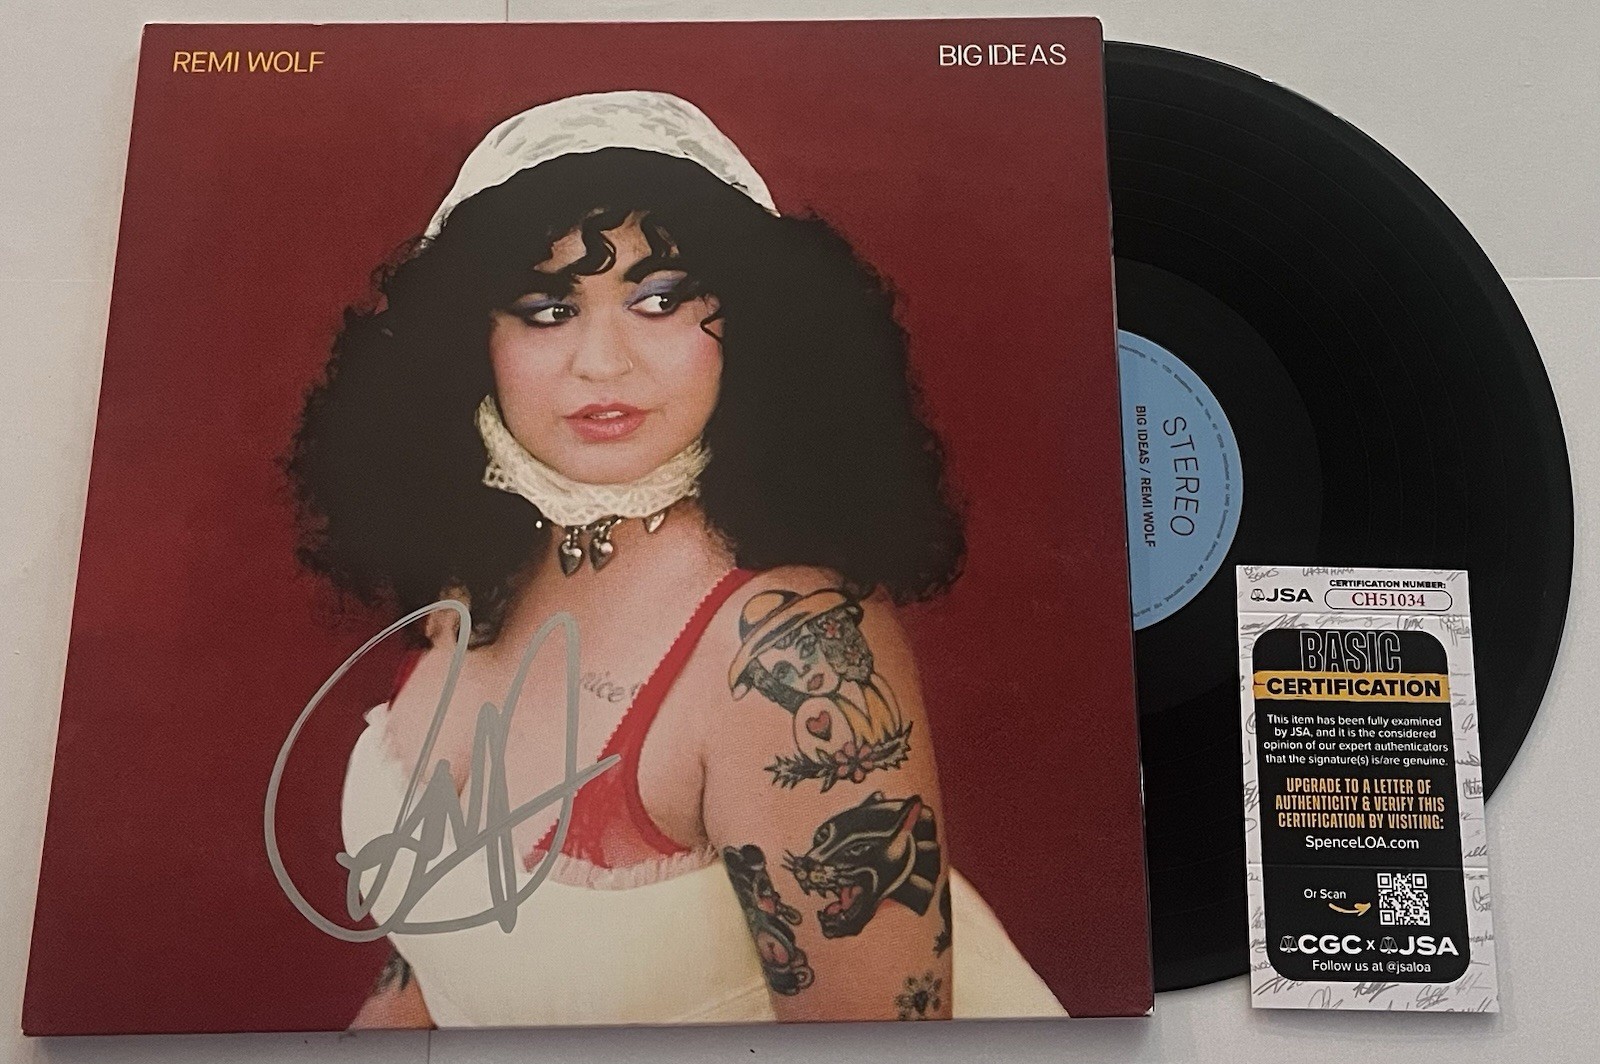 REMI WOLF
BIG IDEAS
nice
STEREO
BIG IDEAS / REMI WOLF
JSA
CERTIFICATION NUMBER:
CH51034
BASIC
CERTIFICATION
This item has been fully examined
by JSA, and it is the considered
opinion of our expert authenticators
that the signature(s) is/are genuine.
UPGRADE TO A LETTER OF
AUTHENTICITY & VERIFY THIS
CERTIFICATION BY VISITING:
SpenceLOA.com
Or Scan
CGC x JSA
Follow us at @jsaloa